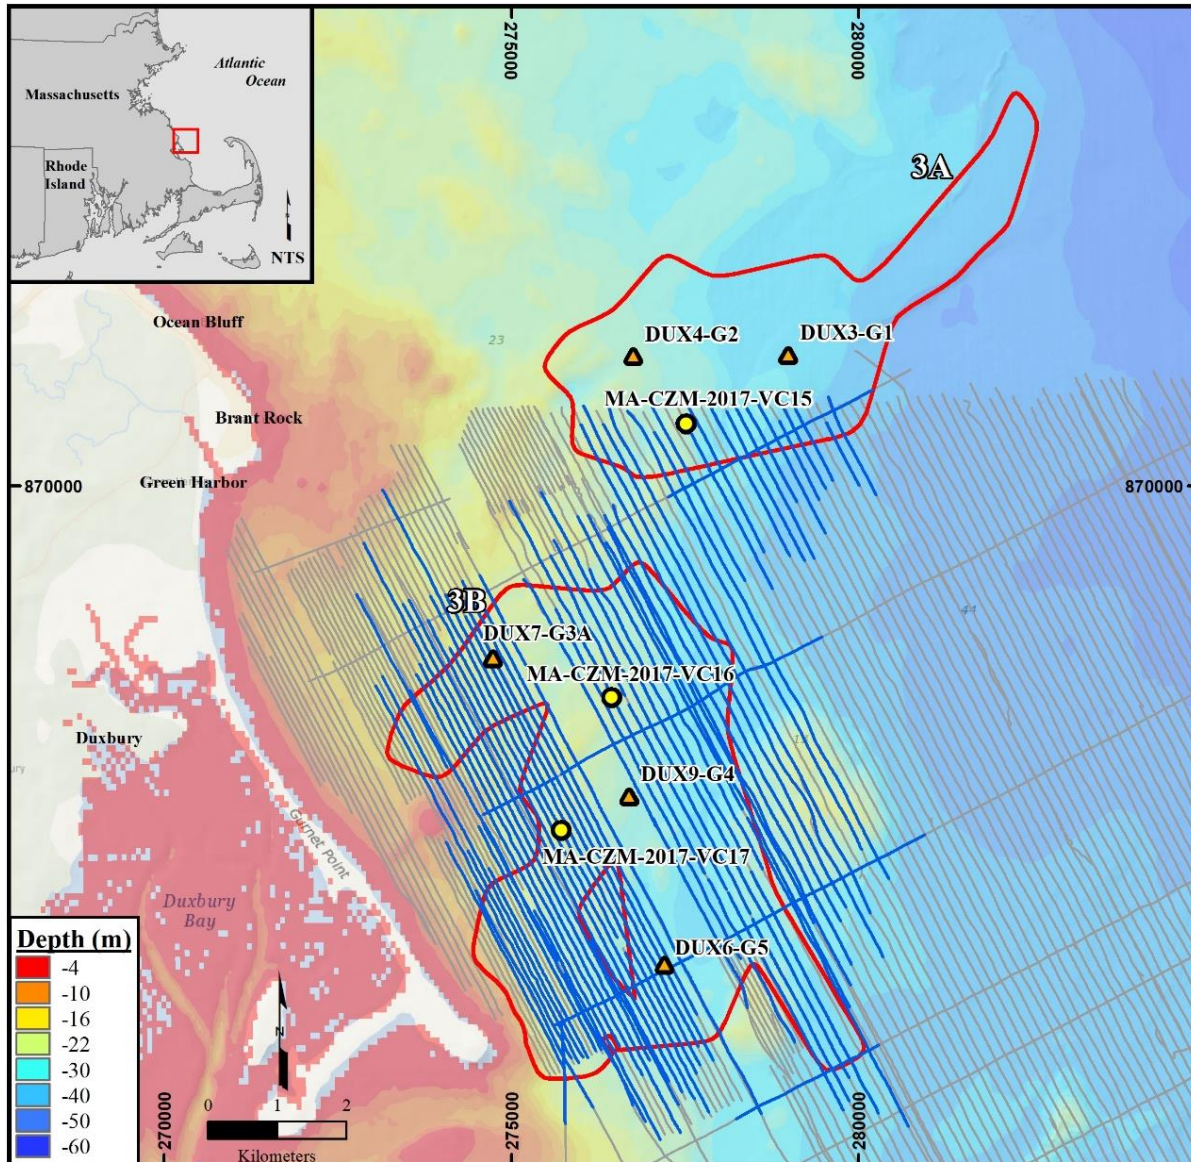 275000
280000
Atlantic
Ocean
Massachusetts
Rhode
Island
NTS
3A
Ocean Bluff
23
DUX4-G2
DUX3-G1
MA-CZM-2017-VC15
Brant Rock
Green Harbor
870000
870000
3B
44
DUX7-G3A
MA-CZM-2017-VC16
Duxbury
DUX9-G4
MA-CZM-2017-VC17
Gurnet Point
Duxbury
Bay
DUX6-G5
Depth (m)
-4
-10
-16
-22
-30
-40
-50
-60
N
0
1
2
Kilometers
270000
275000
280000